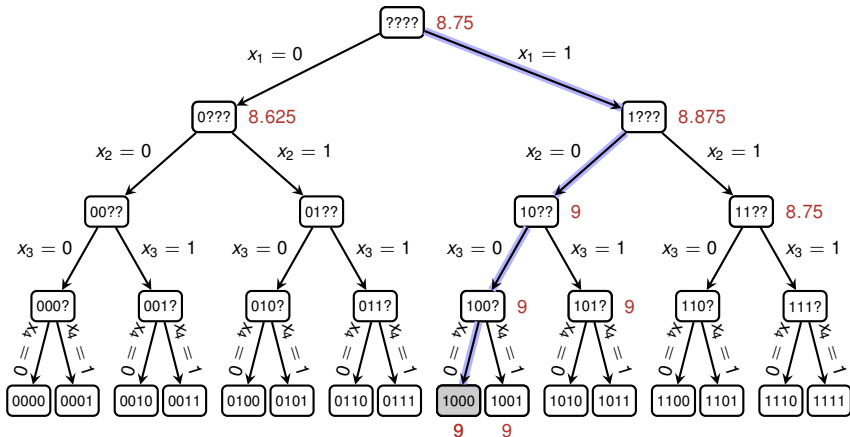 ???? 8.75
x₁ = 0 x₁ = 1
0??? 8.625 1??? 8.875
x₂ = 0 x₂ = 1 x₂ = 0 x₂ = 1
00?? 01?? 10?? 9 11?? 8.75
x₃ = 0 x₃ = 1 x₃ = 0 x₃ = 1 x₃ = 0 x₃ = 1 x₃ = 0 x₃ = 1
000? 001? 010? 011? 100? 9 101? 9 110? 111?
x₄ = 0 x₄ = 1 x₄ = 0 x₄ = 1 x₄ = 0 x₄ = 1 x₄ = 0 x₄ = 1 x₄ = 0 x₄ = 1 x₄ = 0 x₄ = 1 x₄ = 0 x₄ = 1 x₄ = 0 x₄ = 1
0000 0001 0010 0011 0100 0101 0110 0111 1000 1001 1010 1011 1100 1101 1110 1111
9 9